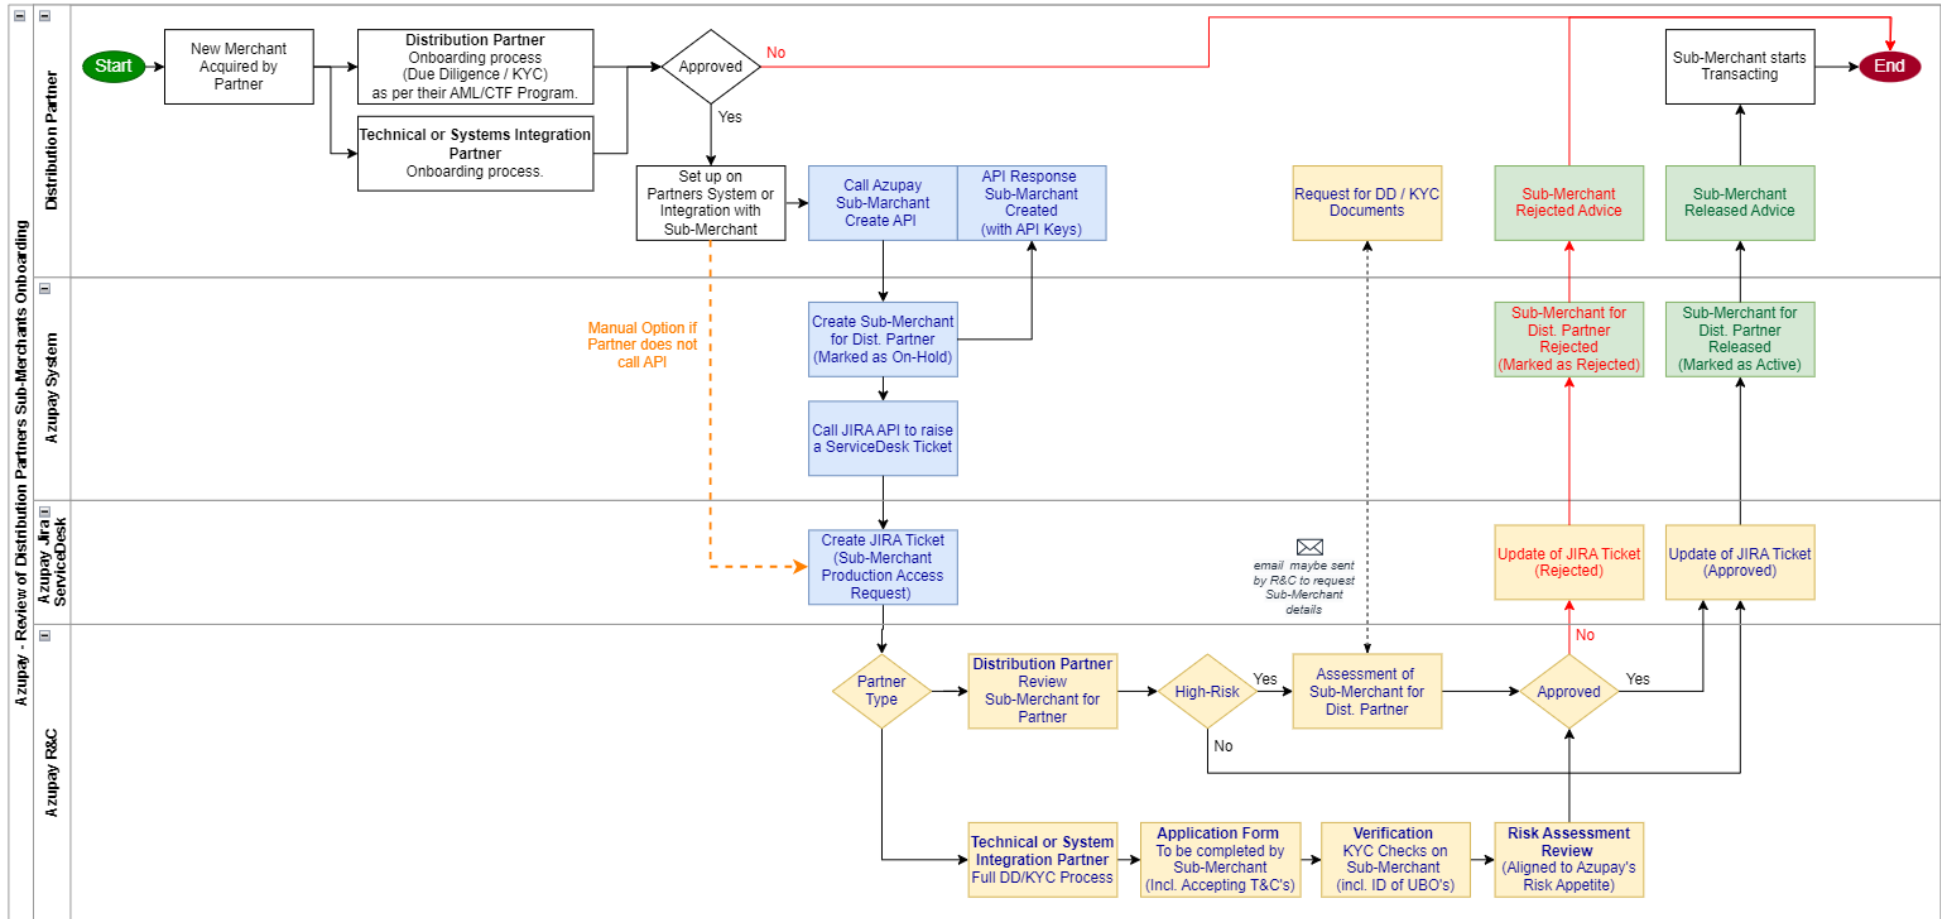 Azupay - Review of Distribution Partners Sub-Merchants Onboarding
Distribution Partner
Start
New Merchant
Acquired by
Partner
Distribution Partner
Onboarding process
(Due Diligence / KYC)
as per their AML/CTF Program.
Technical or Systems Integration
Partner
Onboarding process.
Approved
No
Yes
Set up on
Partners System or
Integration with
Sub-Merchant
Call Azupay
Sub-Marchant
Create API
API Response
Sub-Marchant
Created
(with API Keys)
Request for DD / KYC
Documents
Sub-Merchant
Rejected Advice
Sub-Merchant
Released Advice
Sub-Merchant starts
Transacting
End
Azupay System
Manual Option if
Partner does not
call API
Create Sub-Merchant
for Dist. Partner
(Marked as On-Hold)
Call JIRA API to raise
a ServiceDesk Ticket
Sub-Merchant for
Dist. Partner
Rejected
(Marked as Rejected)
Sub-Merchant for
Dist. Partner
Released
(Marked as Active)
Azupay Jira
ServiceDesk
Create JIRA Ticket
(Sub-Merchant
Production Access
Request)
email maybe sent
by R&C to request
Sub-Merchant
details
Update of JIRA Ticket
(Rejected)
Update of JIRA Ticket
(Approved)
Azupay R&C
Partner
Type
Distribution Partner
Review
Sub-Merchant for
Partner
High-Risk
Yes
No
Assessment of
Sub-Merchant for
Dist. Partner
Approved
No
Yes
Technical or System
Integration Partner
Full DD/KYC Process
Application Form
To be completed by
Sub-Merchant
(Incl. Accepting T&C's)
Verification
KYC Checks on
Sub-Merchant
(incl. ID of UBO's)
Risk Assessment
Review
(Aligned to Azupay's
Risk Appetite)